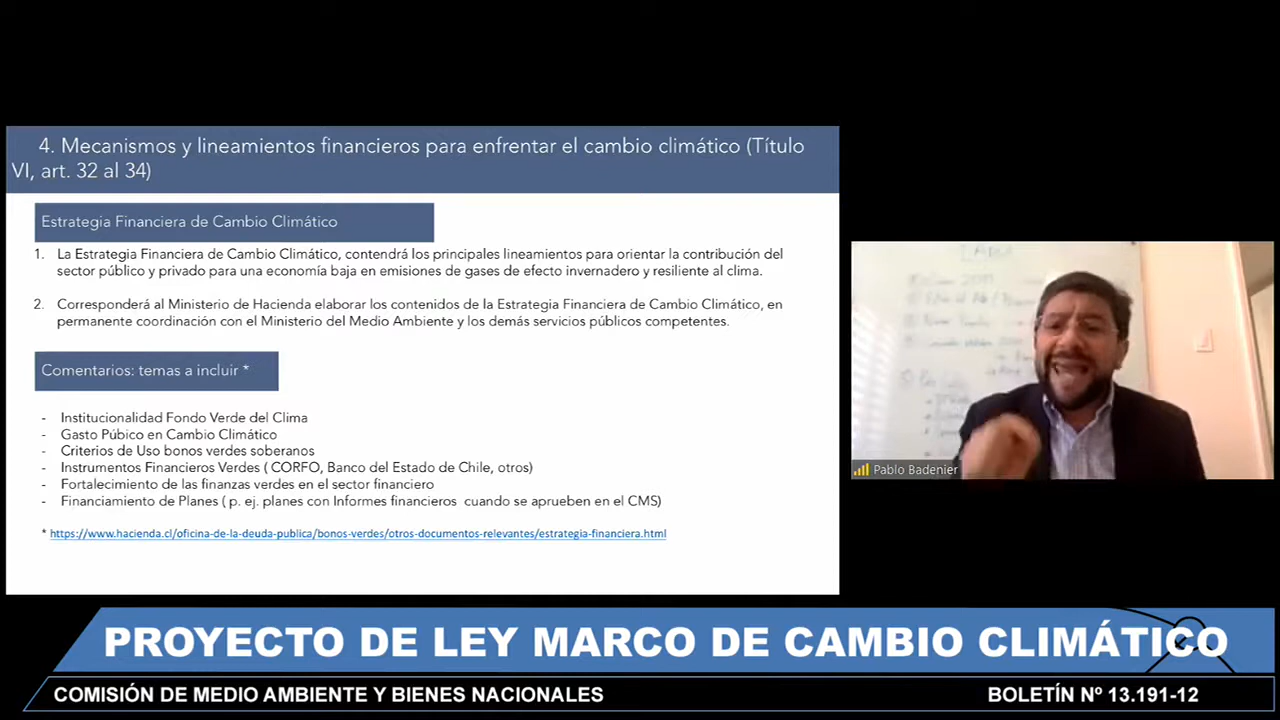 4. Mecanismos y lineamientos financieros para enfrentar el cambio climático (Título
VI, art. 32 al 34)
Estrategia Financiera de Cambio Climático
1. La Estrategia Financiera de Cambio Climático, contendrá los principales lineamientos para orientar la contribución del
sector público y privado para una economía baja en emisiones de gases de efecto invernadero y resiliente al clima.
2. Corresponderá al Ministerio de Hacienda elaborar los contenidos de la Estrategia Financiera de Cambio Climático, en
permanente coordinación con el Ministerio del Medio Ambiente y los demás servicios públicos competentes.
Comentarios: temas a incluir *
- Institucionalidad Fondo Verde del Clima
- Gasto Púbico en Cambio Climático
- Criterios de Uso bonos verdes soberanos
- Instrumentos Financieros Verdes ( CORFO, Banco del Estado de Chile, otros)
- Fortalecimiento de las finanzas verdes en el sector financiero
- Financiamiento de Planes ( p. ej. planes con Informes financieros cuando se aprueben en el CMS)
* https://www.hacienda.cl/oficina-de-la-deuda-publica/bonos-verdes/otros-documentos-relevantes/estrategia-financiera.html
Pablo Badenier
PROYECTO DE LEY MARCO DE CAMBIO CLIMÁTICO
COMISIÓN DE MEDIO AMBIENTE Y BIENES NACIONALES
BOLETÍN Nº 13.191-12